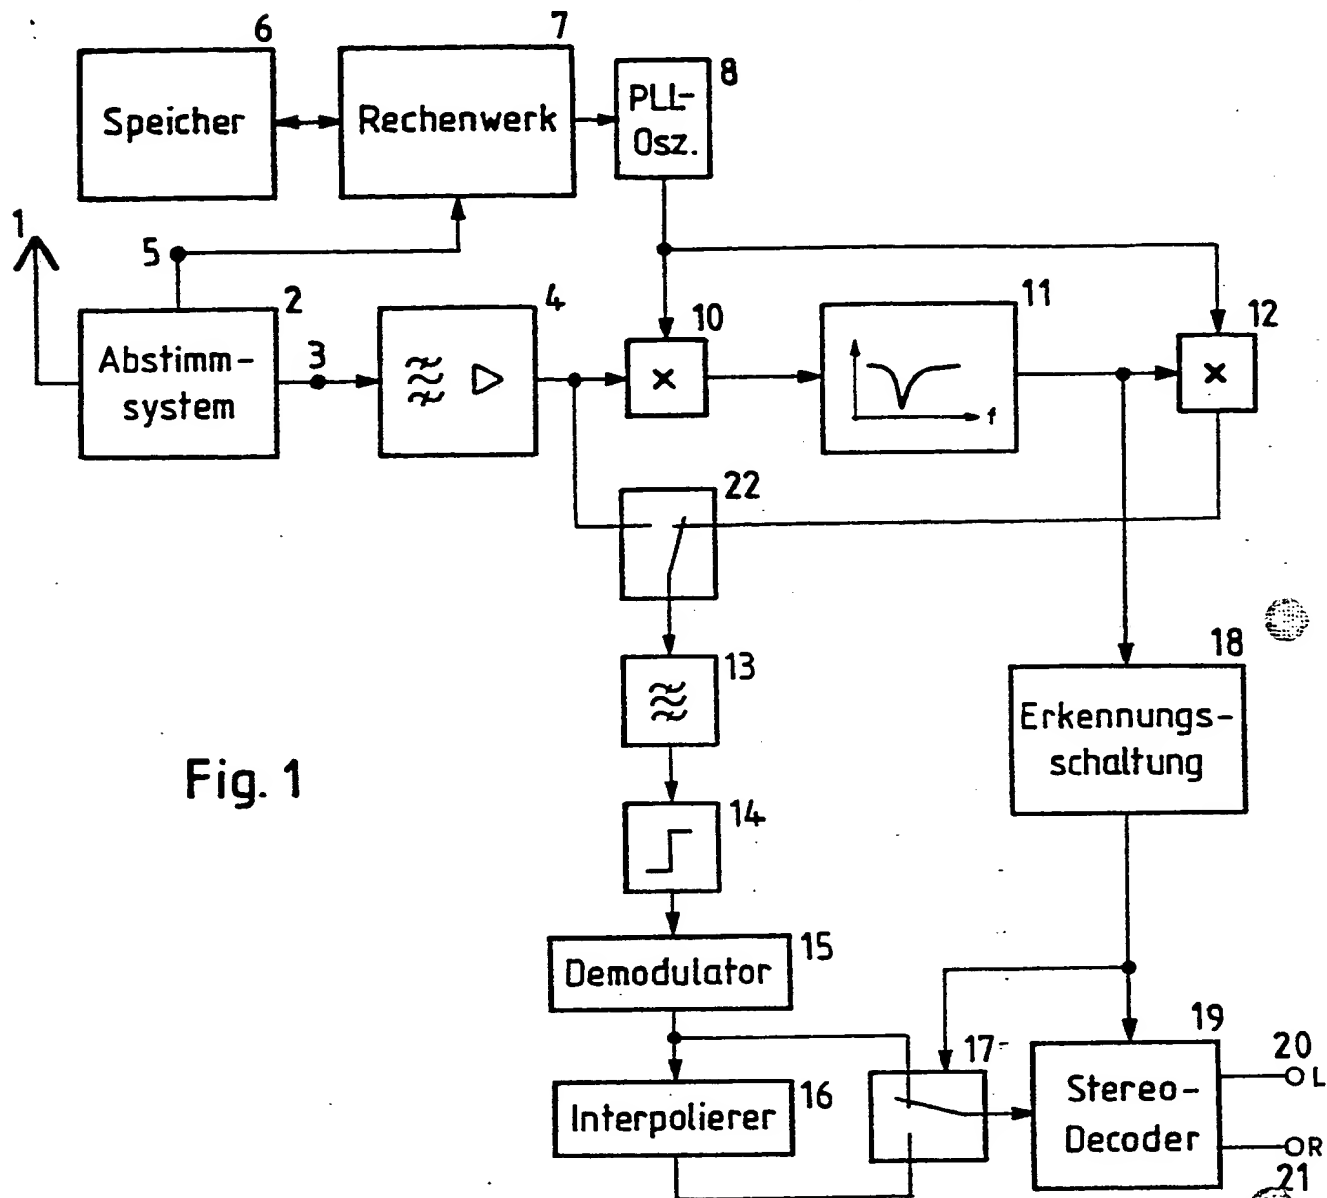 6
7
8
Speicher
Rechenwerk
PLL-
Osz.
1
5
2
3
4
10
11
12
Abstimm-
system
×
f
×
22
13
18
Erkennungs-
schaltung
Fig. 1
14
15
Demodulator
16
Interpolierer
17
19
Stereo-
Decoder
20
L
R
21